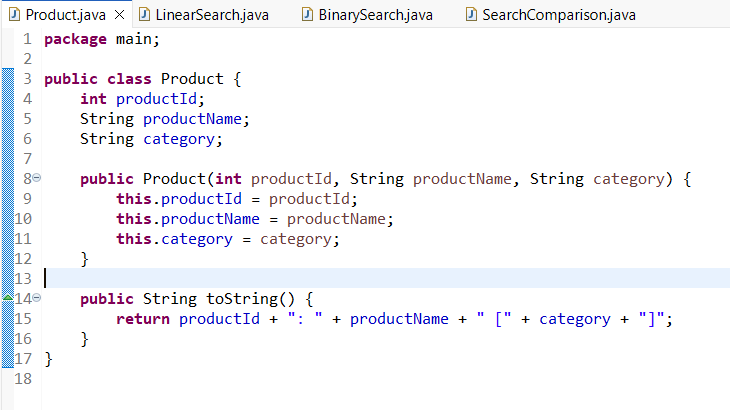 Product.java LinearSearch.java BinarySearch.java SearchComparison.java
1 package main;
2
3 public class Product {
4     int productId;
5     String productName;
6     String category;
7
8     public Product(int productId, String productName, String category) {
9         this.productId = productId;
10         this.productName = productName;
11         this.category = category;
12     }
13
14     public String toString() {
15         return productId + ": " + productName + " [" + category + "]";
16     }
17 }
18